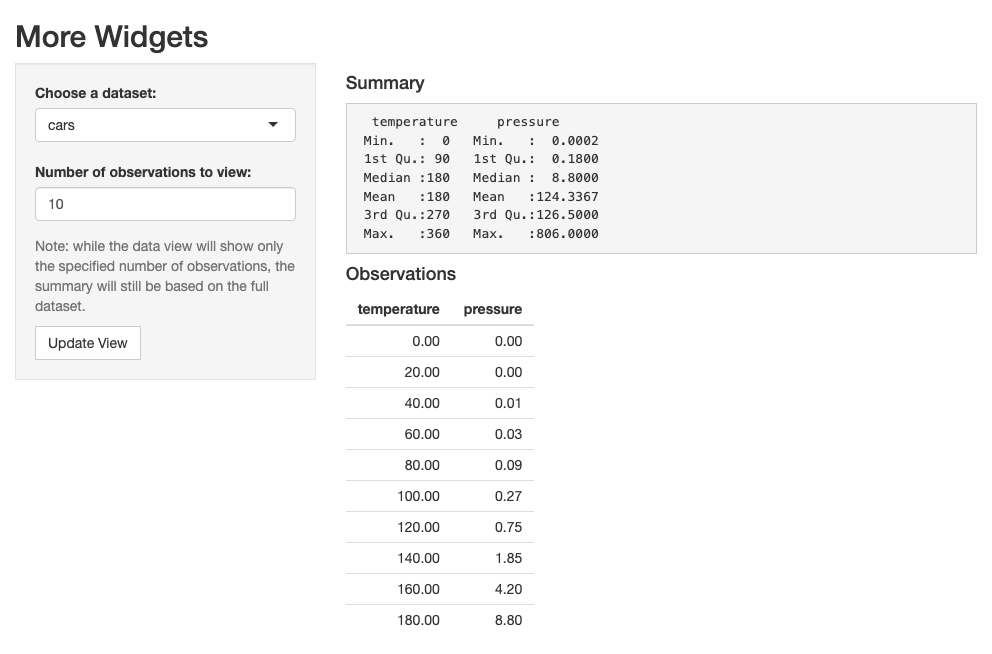 More Widgets
Choose a dataset:
cars
Number of observations to view:
10
Note: while the data view will show only
the specified number of observations, the
summary will still be based on the full
dataset.
Update View
Summary
temperature pressure
Min. : 0 Min. : 0.0002
1st Qu.: 90 1st Qu.: 0.1800
Median :180 Median : 8.8000
Mean :180 Mean :124.3367
3rd Qu.:270 3rd Qu.:126.5000
Max. :360 Max. :806.0000
Observations
temperature pressure
0.00 0.00
20.00 0.00
40.00 0.01
60.00 0.03
80.00 0.09
100.00 0.27
120.00 0.75
140.00 1.85
160.00 4.20
180.00 8.80